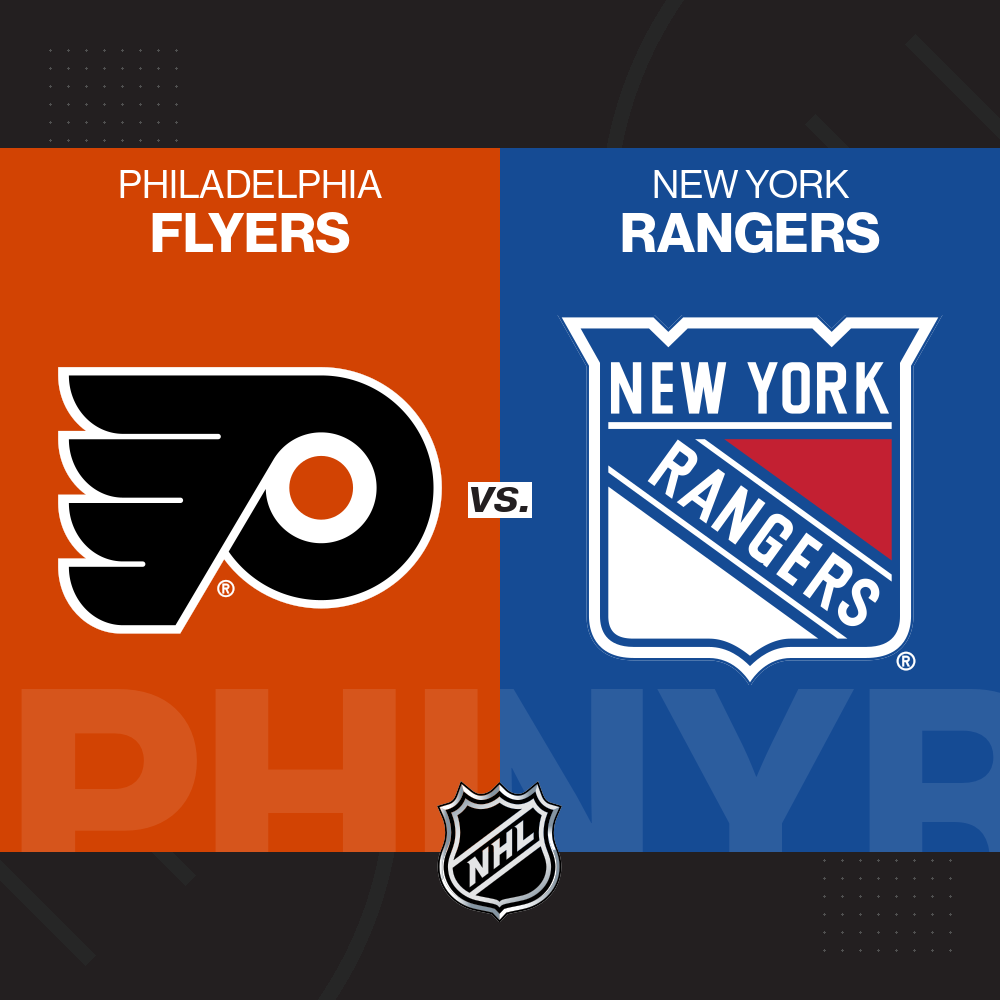 PHILADELPHIA
FLYERS
NEW YORK
RANGERS
NEW YORK
RANGERS
vs.
®
®
PHI
NYR
NHL